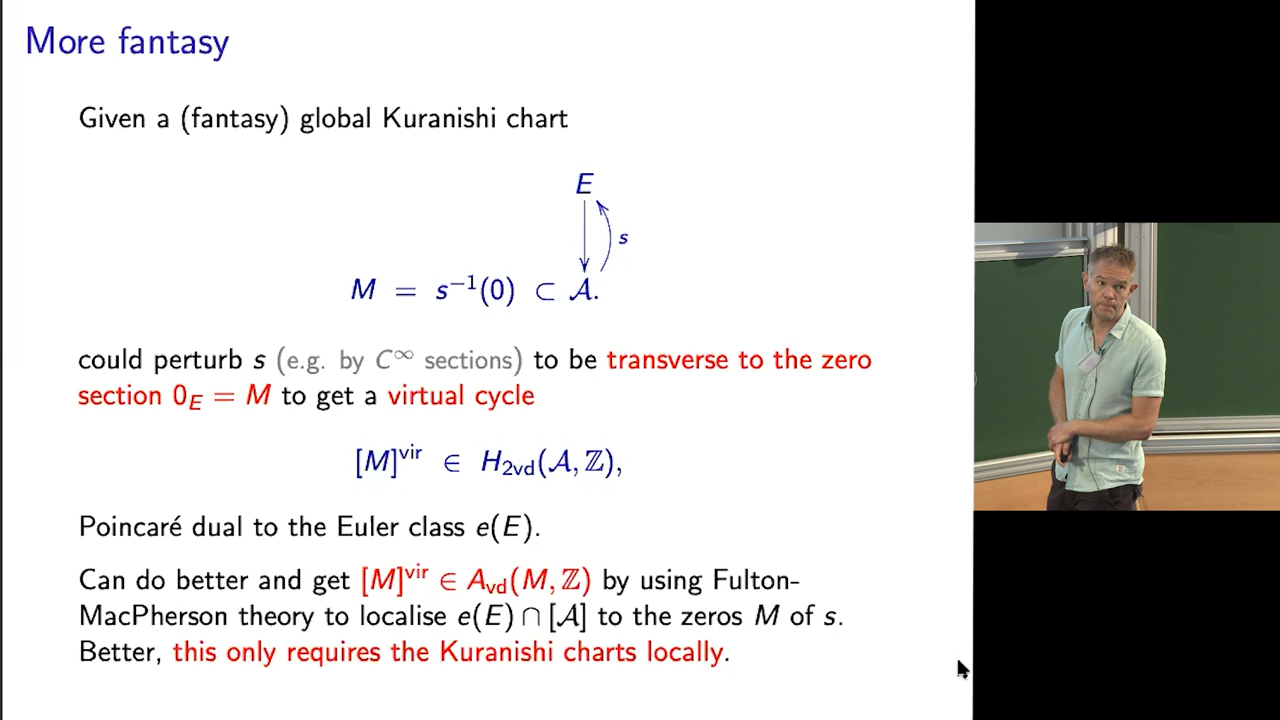 More fantasy
Given a (fantasy) global Kuranishi chart
E
s
M = s⁻¹(0) ⊂ 𝒜.
could perturb s (e.g. by C^∞ sections) to be transverse to the zero
section 0_E = M to get a virtual cycle
[M]^vir ∈ H_2vd(𝒜, ℤ),
Poincaré dual to the Euler class e(E).
Can do better and get [M]^vir ∈ A_vd(M, ℤ) by using Fulton-
MacPherson theory to localise e(E) ∩ [𝒜] to the zeros M of s.
Better, this only requires the Kuranishi charts locally.